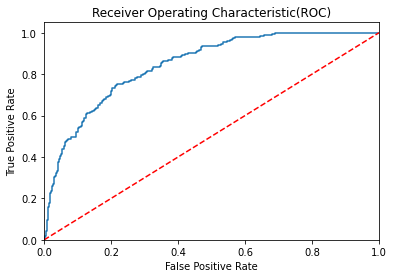 Receiver Operating Characteristic(ROC)
1.0
0.8
0.6
0.4
0.2
0.0
True Positive Rate
0.0 0.2 0.4 0.6 0.8 1.0
False Positive Rate